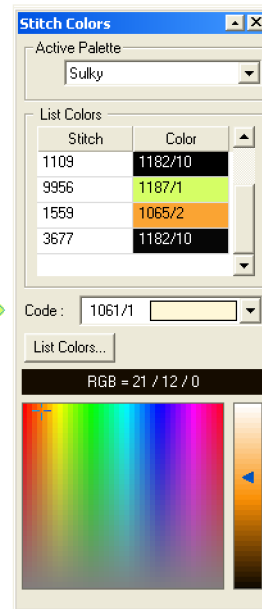 Stitch Colors
Active Palette
Sulky
List Colors
Stitch Color
1109 1182/10
9956 1187/1
1559 1065/2
3677 1182/10
Code : 1061/1
List Colors...
RGB = 21 / 12 / 0